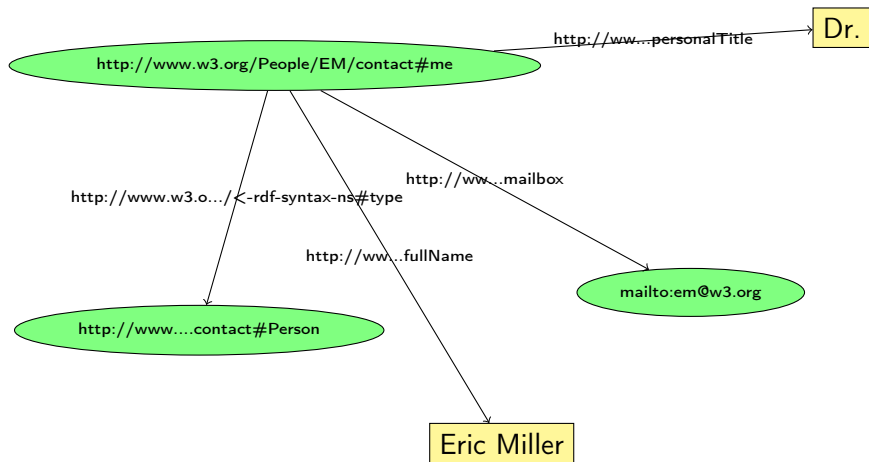 Dr.
http://ww...personalTitle
http://www.w3.org/People/EM/contact#me
http://ww...mailbox
http://www.w3.o.../<-rdf-syntax-ns#type
http://ww...fullName
mailto:em@w3.org
http://www....contact#Person
Eric Miller